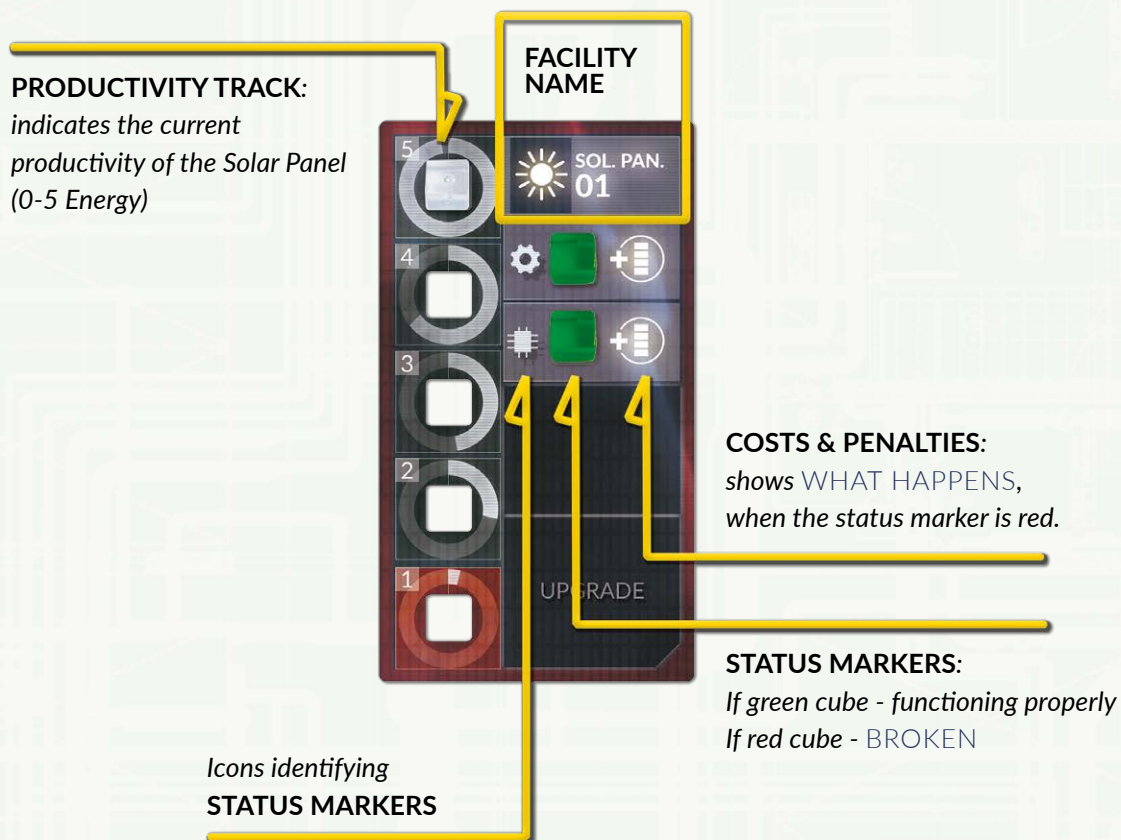 FACILITY
NAME
PRODUCTIVITY TRACK:
indicates the current
productivity of the Solar Panel
(0-5 Energy)
5
SOL. PAN.
01
4
3
2
1
UPGRADE
COSTS & PENALTIES:
shows WHAT HAPPENS,
when the status marker is red.
STATUS MARKERS:
If green cube - functioning properly
If red cube - BROKEN
Icons identifying
STATUS MARKERS